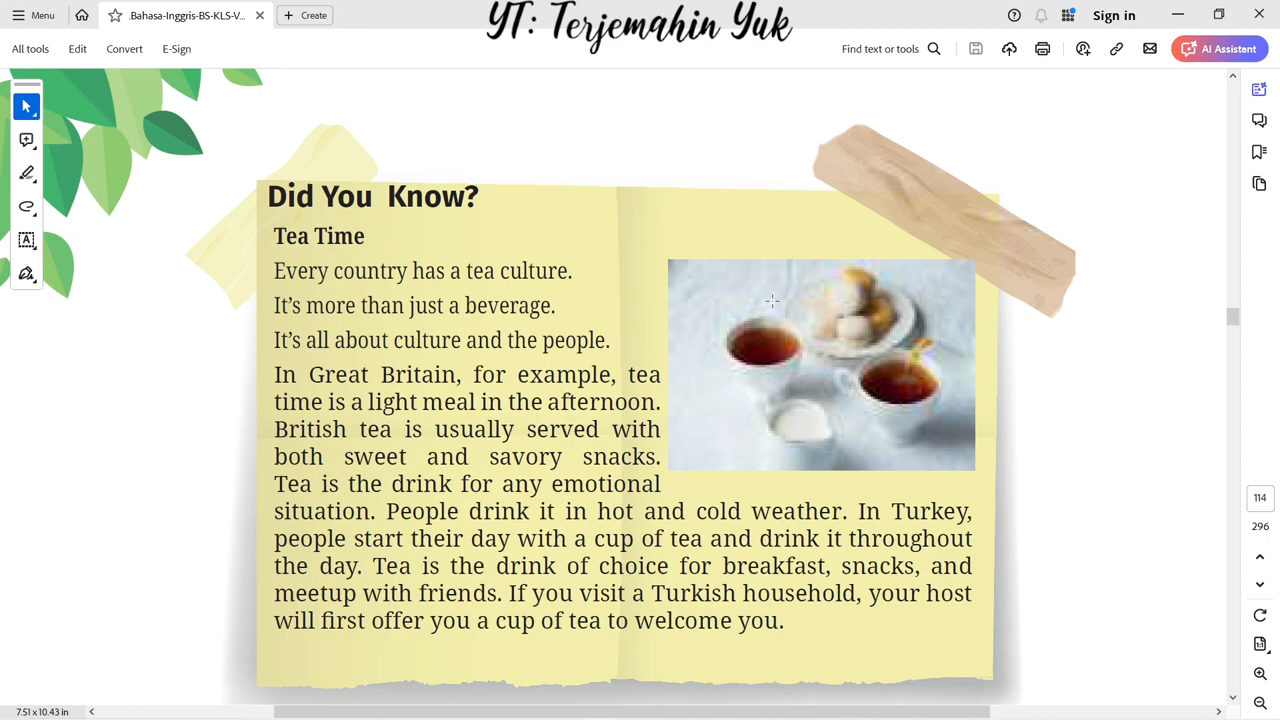 Menu
.Bahasa-Inggris-BS-KLS-V...
Create
YT: Terjemahin Yuk
Sign in
All tools
Edit
Convert
E-Sign
Find text or tools
AI Assistant
Did You Know?
Tea Time
Every country has a tea culture.
It's more than just a beverage.
It's all about culture and the people.
In Great Britain, for example, tea
time is a light meal in the afternoon.
British tea is usually served with
both sweet and savory snacks.
Tea is the drink for any emotional
situation. People drink it in hot and cold weather. In Turkey,
people start their day with a cup of tea and drink it throughout
the day. Tea is the drink of choice for breakfast, snacks, and
meetup with friends. If you visit a Turkish household, your host
will first offer you a cup of tea to welcome you.
114
296
7.51 x 10.43 in